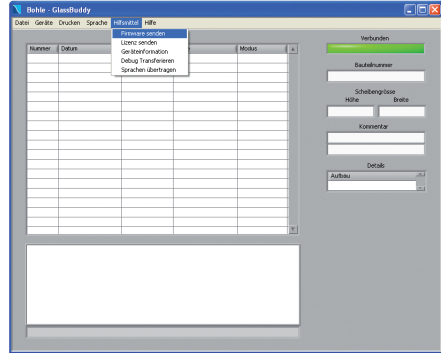 Bohle - GlassBuddy
Datei Geräte Drucken Sprache Hilfsmittel Hilfe
Firmware senden
Lizenz senden
Geräteinformation
Debug Transferieren
Sprachen übertragen
Nummer Datum Modus
Verbunden
Bauteilnummer
Scheibengrösse
Höhe Breite
Kommentar
Details
Aufbau